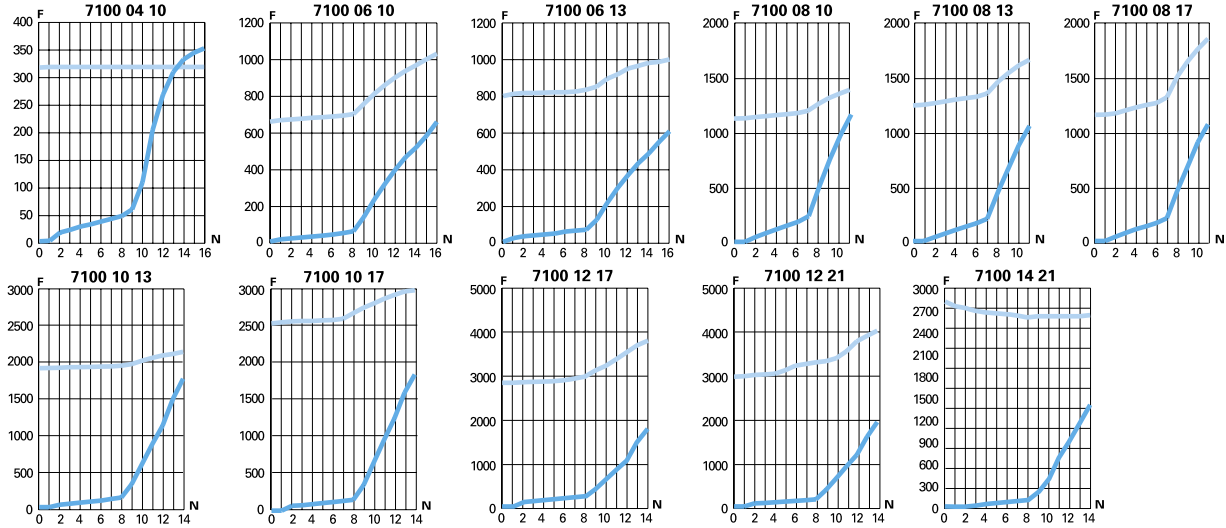 7100 04 10
F
400
350
300
250
200
150
100
50
0
0 2 4 6 8 10 12 14 16
N
7100 06 10
F
1200
1000
800
600
400
200
0
0 2 4 6 8 10 12 14 16
N
7100 06 13
F
1200
1000
800
600
400
200
0
0 2 4 6 8 10 12 14 16
N
7100 08 10
F
2000
1500
1000
500
0
0 2 4 6 8 10
N
7100 08 13
F
2000
1500
1000
500
0
0 2 4 6 8 10
N
7100 08 17
F
2000
1500
1000
500
0
0 2 4 6 8 10
N
7100 10 13
F
3000
2500
2000
1500
1000
500
0
0 2 4 6 8 10 12 14
N
7100 10 17
F
3000
2500
2000
1500
1000
500
0
0 2 4 6 8 10 12 14
N
7100 12 17
F
5000
4000
3000
2000
1000
0
0 2 4 6 8 10 12 14
N
7100 12 21
F
5000
4000
3000
2000
1000
0
0 2 4 6 8 10 12 14
N
7100 14 21
F
3000
2700
2400
2100
1800
1500
1200
900
600
300
0
0 2 4 6 8 10 12 14
N